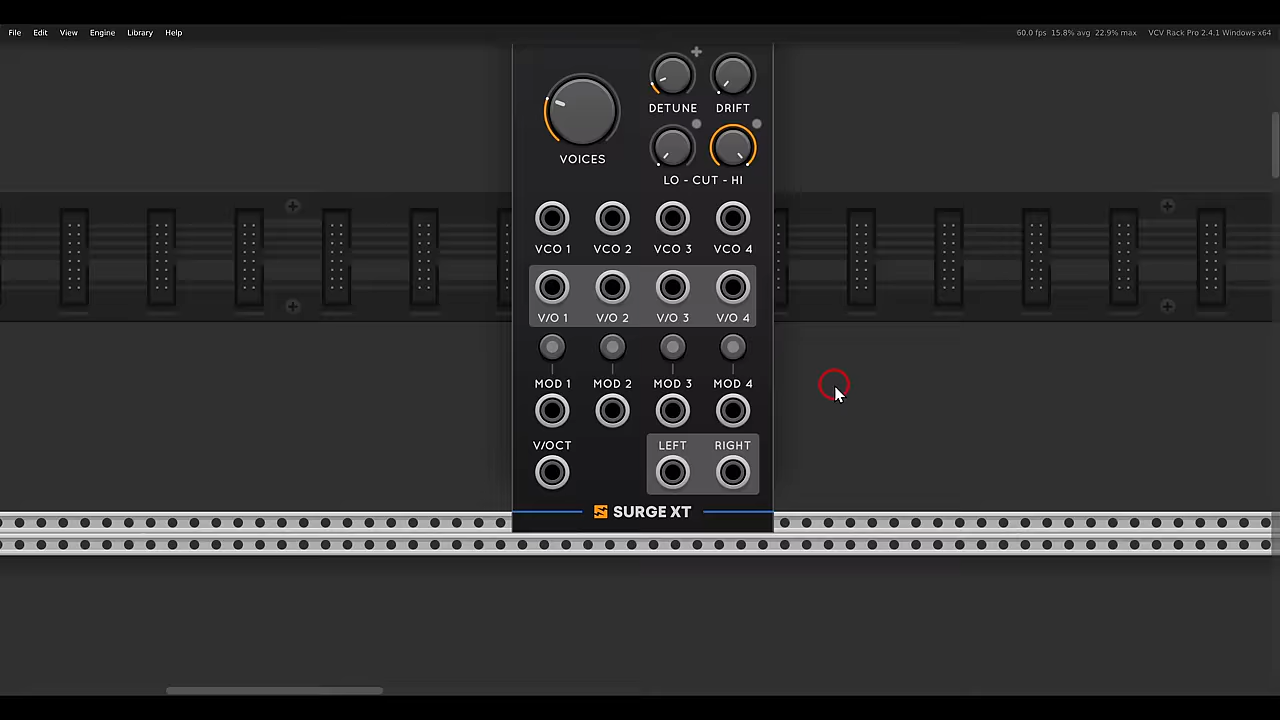 File Edit View Engine Library Help 60.0 fps 15.8% avg 22.9% max VCV Rack Pro 2.4.1 Windows x64
DETUNE DRIFT
VOICES
LO - CUT - HI
VCO 1 VCO 2 VCO 3 VCO 4
V/O 1 V/O 2 V/O 3 V/O 4
MOD 1 MOD 2 MOD 3 MOD 4
V/OCT LEFT RIGHT
SURGE XT